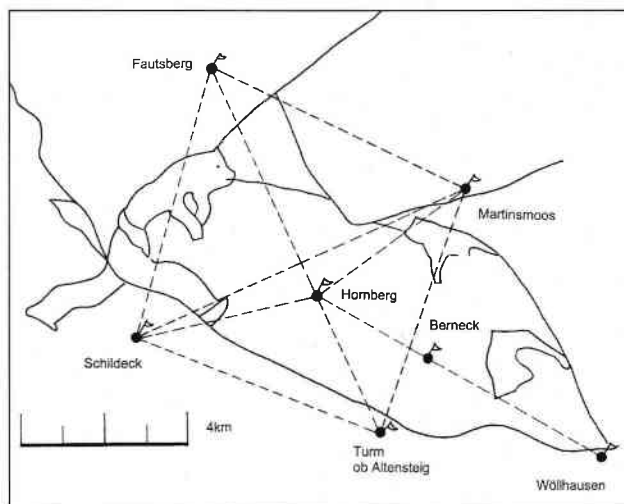 Fautsberg
Martinsmoos
Hornberg
Berneck
Schildeck
4km
Turm
ob Altensteig
Wöllhausen